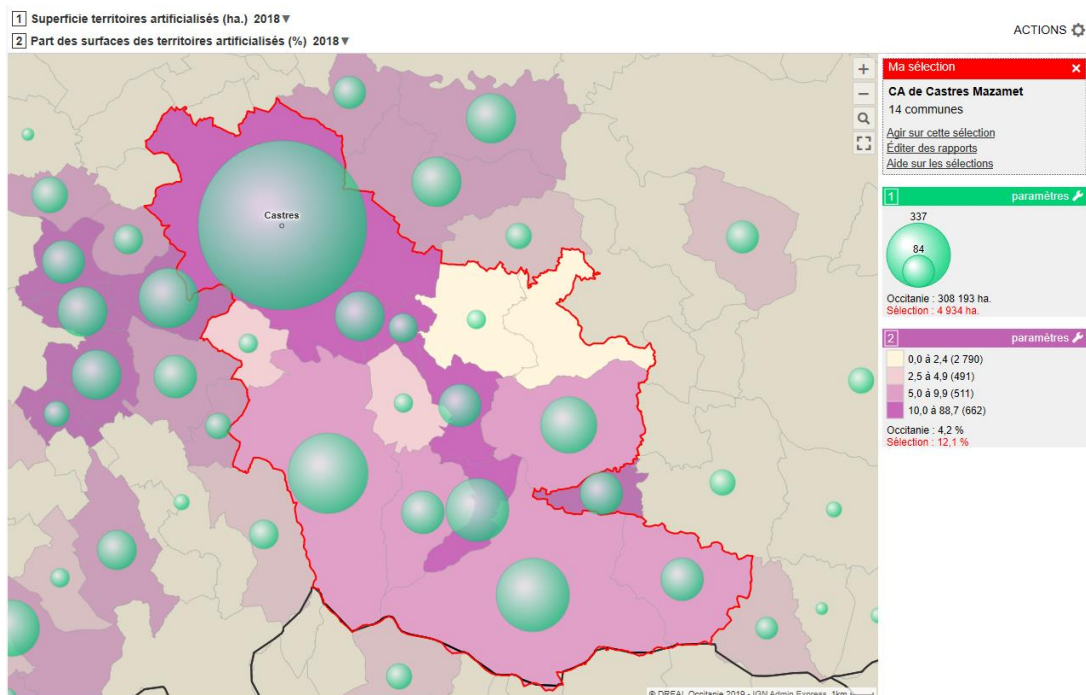 1 Superficie territoires artificialisés (ha.) 2018 ▼
2 Part des surfaces des territoires artificialisés (%) 2018 ▼
ACTIONS
Castres
Ma sélection ×
CA de Castres Mazamet
14 communes
Agir sur cette sélection
Éditer des rapports
Aide sur les sélections
1 paramètres
337
84
Occitanie : 308 193 ha.
Sélection : 4 934 ha.
2 paramètres
0,0 à 2,4 (2 790)
2,5 à 4,9 (491)
5,0 à 9,9 (511)
10,0 à 88,7 (662)
Occitanie : 4,2 %
Sélection : 12,1 %
© DREAL Occitanie 2019 - IGN Admin Express 1km